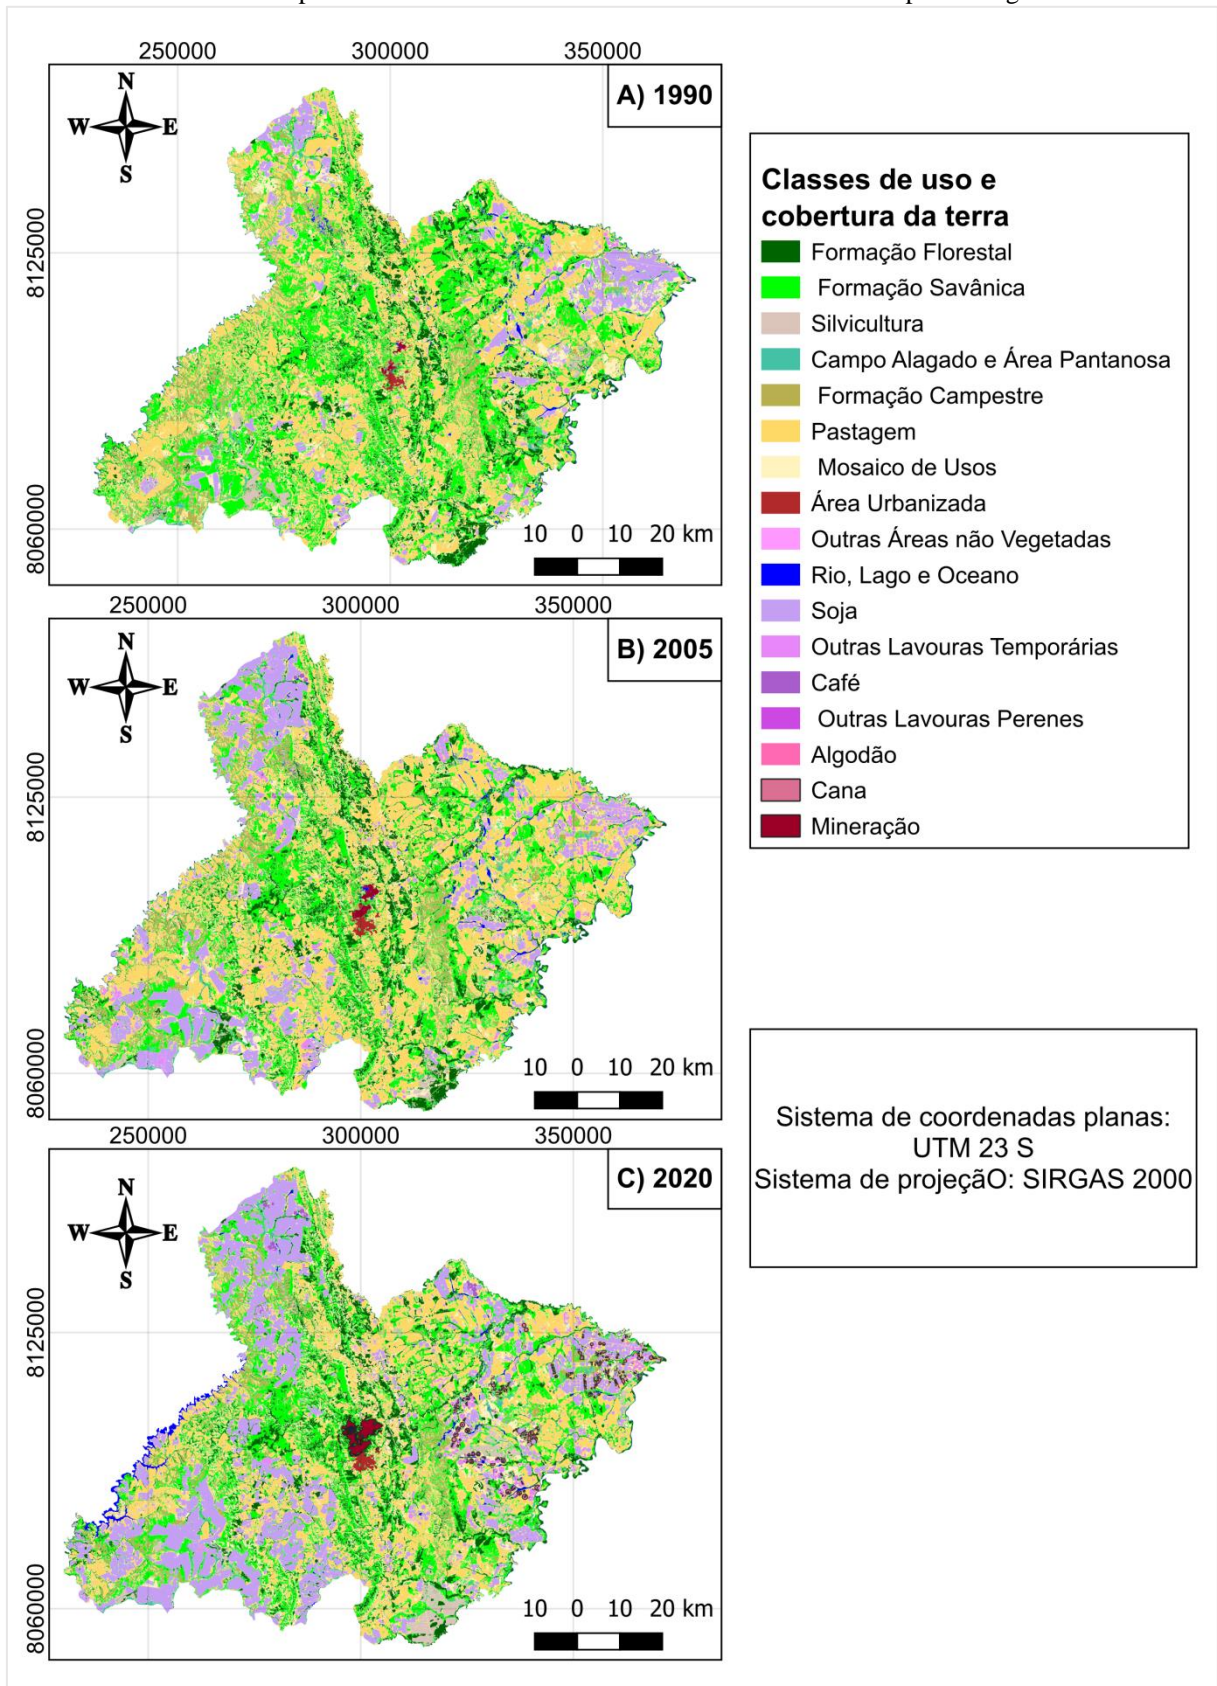 250000 300000 350000
A) 1990
N
W E
S
8125000
8060000
10 0 10 20 km
250000 300000 350000
B) 2005
N
W E
S
8125000
8060000
10 0 10 20 km
250000 300000 350000
C) 2020
N
W E
S
8125000
8060000
10 0 10 20 km
Classes de uso e
cobertura da terra
Formação Florestal
Formação Savânica
Silvicultura
Campo Alagado e Área Pantanosa
Formação Campestre
Pastagem
Mosaico de Usos
Área Urbanizada
Outras Áreas não Vegetadas
Rio, Lago e Oceano
Soja
Outras Lavouras Temporárias
Café
Outras Lavouras Perenes
Algodão
Cana
Mineração
Sistema de coordenadas planas:
UTM 23 S
Sistema de projeçãO: SIRGAS 2000